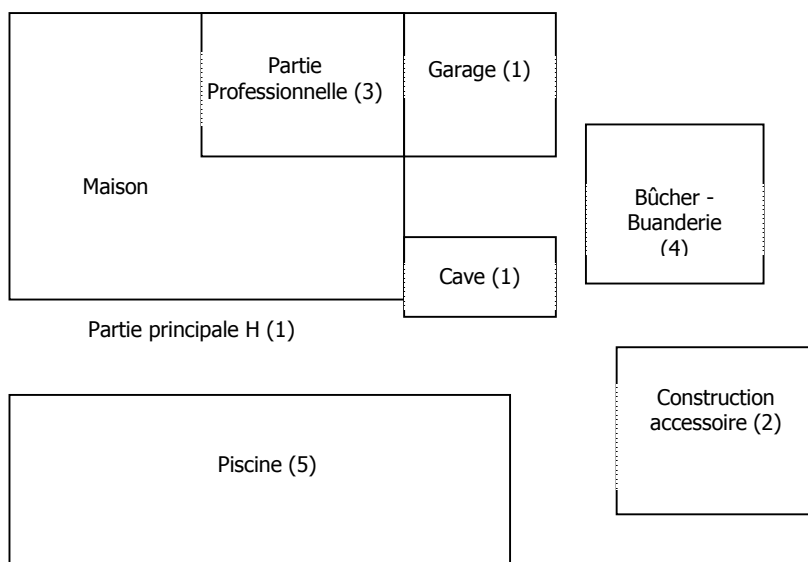 Partie
Professionnelle (3)
Garage (1)
Maison
Bûcher -
Buanderie
(4)
Cave (1)
Partie principale H (1)
Construction
accessoire (2)
Piscine (5)